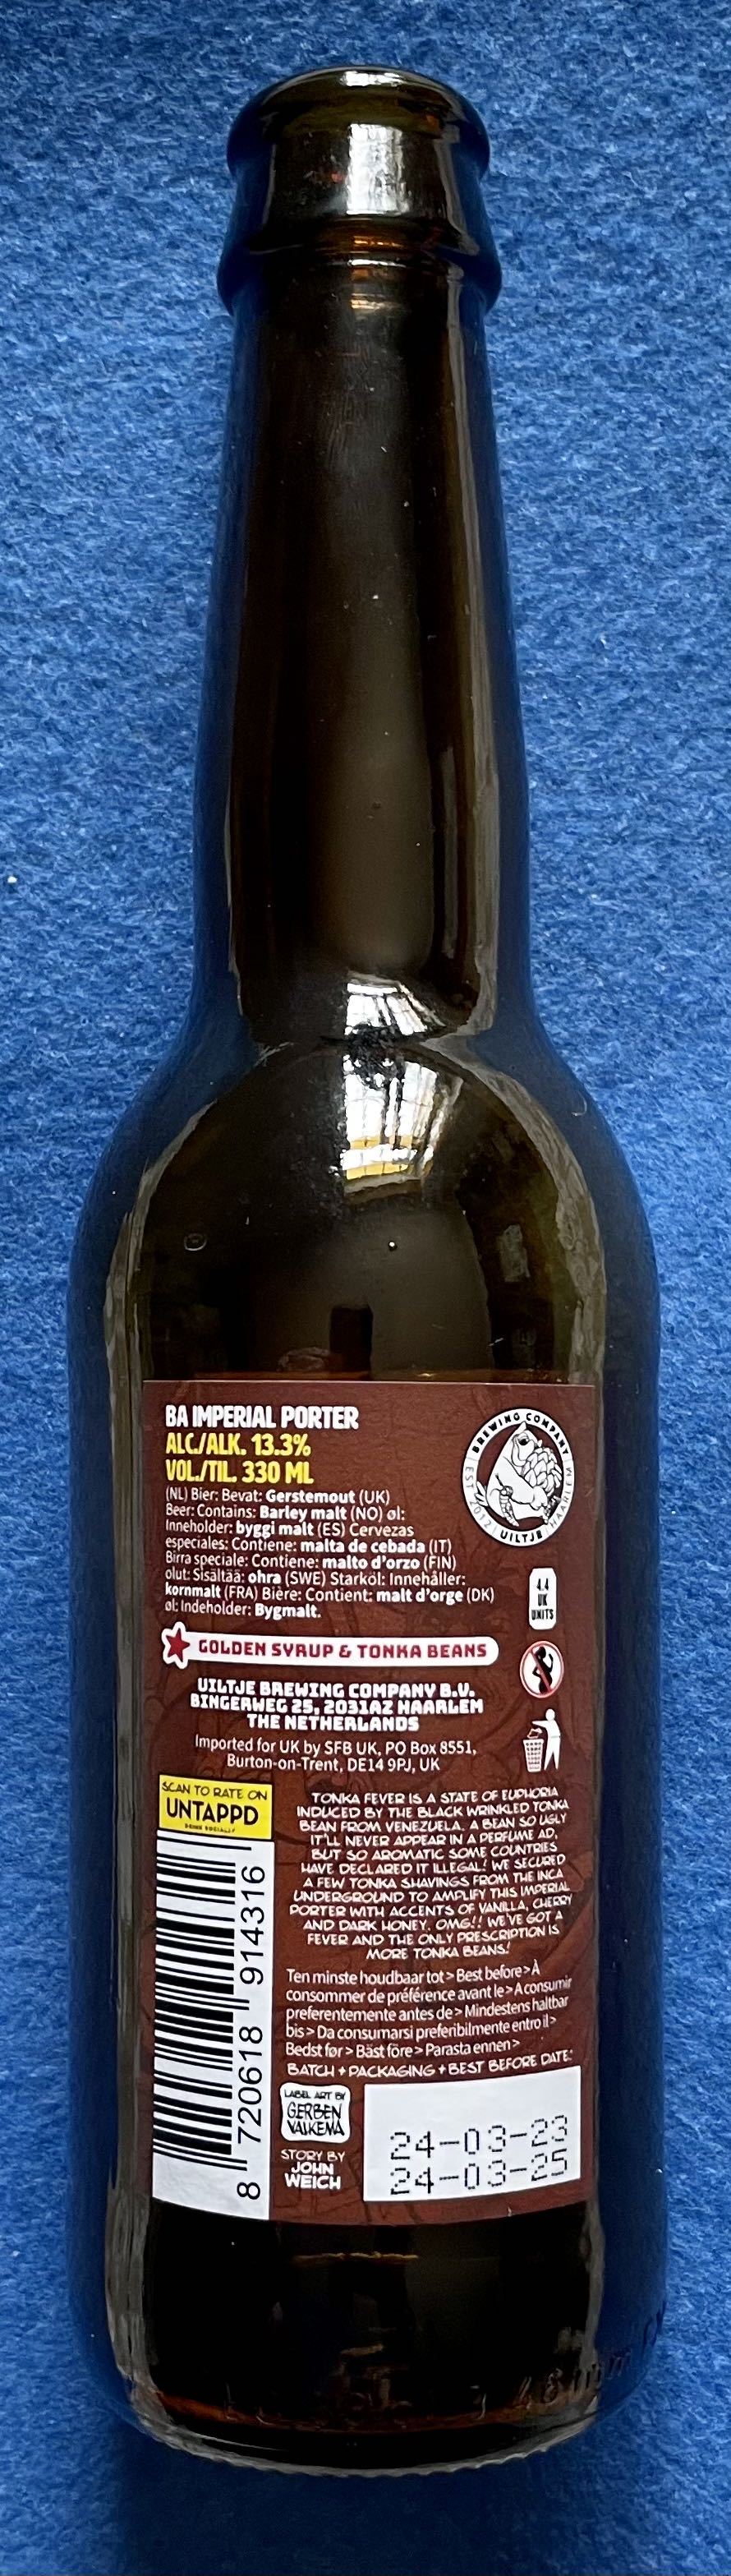 BA IMPERIAL PORTER
ALC./ALK. 13.3%
VOL./TIL. 330 ML
(NL) Bier: Bevat: Gerstemout (UK)
Beer: Contains: Barley malt (NO) øl:
Inneholder: byggi malt (ES) Cervezas
especiales: Contiene: malta de cebada (IT)
Birra speciale: Contiene: malto d'orzo (FIN)
olut: Sisältää: ohra (SWE) Starköl: Innehåller:
kornmalt (FRA) Bière: Contient: malt d'orge (DK)
øl: Indeholder: Bygmalt.
BREWING COMPANY
EST. 2012 UILTJE HAARLEM
4.4
UK
UNITS
GOLDEN SYRUP & TONKA BEANS
UILTJE BREWING COMPANY B.V.
BINGERWEG 25, 2031AZ HAARLEM
THE NETHERLANDS
Imported for UK by SFB UK, PO Box 8551,
Burton-on-Trent, DE14 9PJ, UK
SCAN TO RATE ON
UNTAPPD
DRINK SOCIALLY
TONKA FEVER IS A STATE OF EUPHORIA
INDUCED BY THE BLACK WRINKLED TONKA
BEAN FROM VENEZUELA. A BEAN SO UGLY
IT'LL NEVER APPEAR IN A PERFUME AD,
BUT SO AROMATIC SOME COUNTRIES
HAVE DECLARED IT ILLEGAL! WE SECURED
A FEW TONKA SHAVINGS FROM THE INCA
UNDERGROUND TO AMPLIFY THIS IMPERIAL
PORTER WITH ACCENTS OF VANILLA, CHERRY
AND DARK HONEY. OMG!! WE'VE GOT A
FEVER AND THE ONLY PRESCRIPTION IS
MORE TONKA BEANS!
8 720618 914316
Ten minste houdbaar tot > Best before > À
consommer de préférence avant le > A consumir
preferentemente antes de > Mindestens haltbar
bis > Da consumarsi preferibilmente entro il >
Bedst før > Bäst före > Parasta ennen >
BATCH + PACKAGING + BEST BEFORE DATE:
LABEL ART BY
GERBEN
VALKEMA
STORY BY
JOHN
WEICH
24-03-23
24-03-25